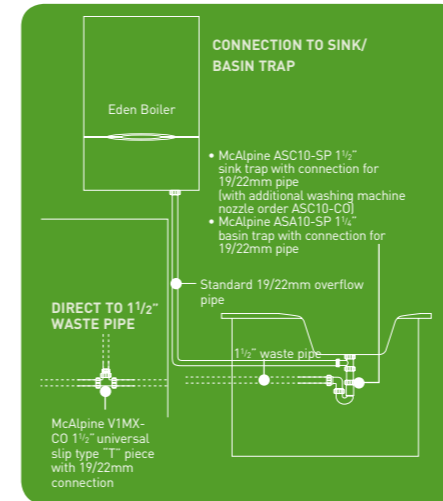 CONNECTION TO SINK/
BASIN TRAP
Eden Boiler
• McAlpine ASC10-SP 1½"
sink trap with connection for
19/22mm pipe
(with additional washing machine
nozzle order ASC10-CO)
• McAlpine ASA10-SP 1¼"
basin trap with connection for
19/22mm pipe
Standard 19/22mm overflow
pipe
DIRECT TO 1½"
WASTE PIPE
1½" waste pipe
McAlpine V1MX-
CO 1½" universal
slip type "T" piece
with 19/22mm
connection